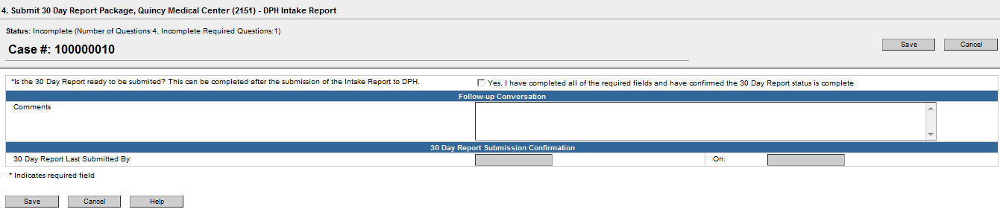 4. Submit 30 Day Report Package, Quincy Medical Center (2151) - DPH Intake Report
Status: Incomplete (Number of Questions:4, Incomplete Required Questions:1)
Case #: 100000010
Save Cancel
*Is the 30 Day Report ready to be submited? This can be completed after the submission of the Intake Report to DPH. Yes, I have completed all of the required fields and have confirmed the 30 Day Report status is complete
Follow-up Conversation
Comments
30 Day Report Submission Confirmation
30 Day Report Last Submitted By: On:
* Indicates required field
Save Cancel Help